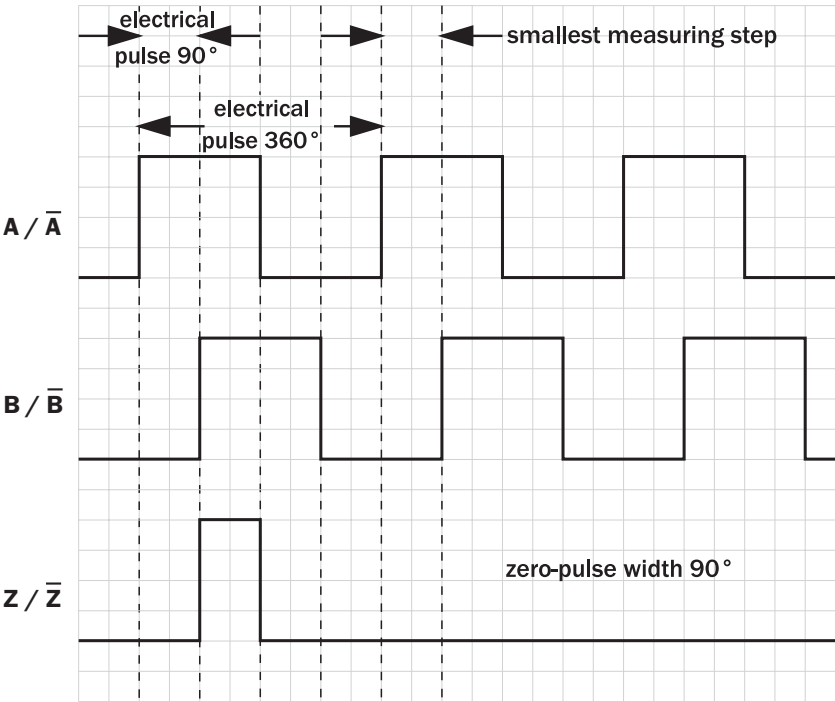 electrical
pulse 90°
smallest measuring step
electrical
pulse 360°
A / A̅
B / B̅
Z / Z̅
zero-pulse width 90°